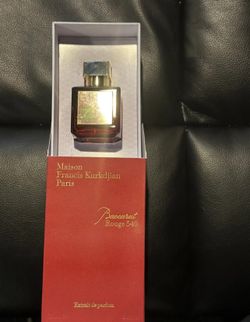 Maison
Francis Kurkdjian
Paris
Baccarat
Rouge 540
Extrait de parfum